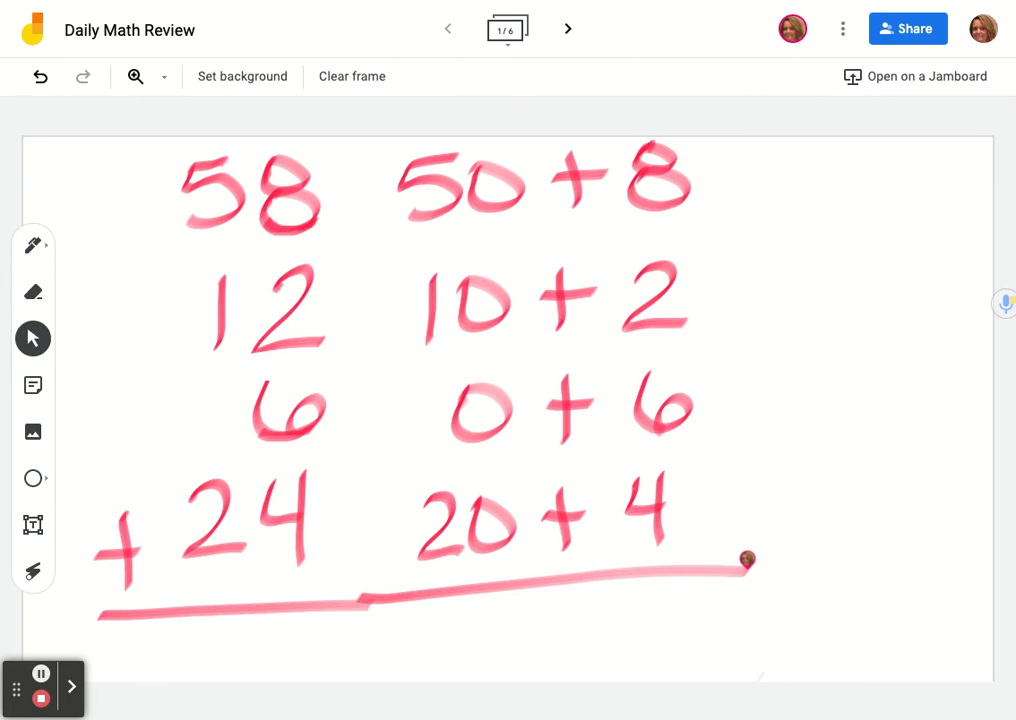 Daily Math Review
1 / 6
Share
Set background
Clear frame
Open on a Jamboard
58 50 + 8
12 10 + 2
6 0 + 6
+ 24 20 + 4
T